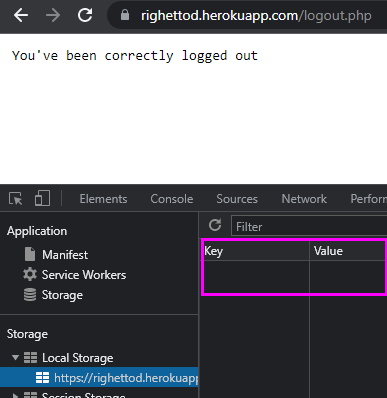 righettod.herokuapp.com/logout.php
You've been correctly logged out
Elements Console Sources Network Perform
Application
Manifest
Service Workers
Storage
Filter
Key Value
Storage
Local Storage
https://righettod.herokuapp
Session Storage